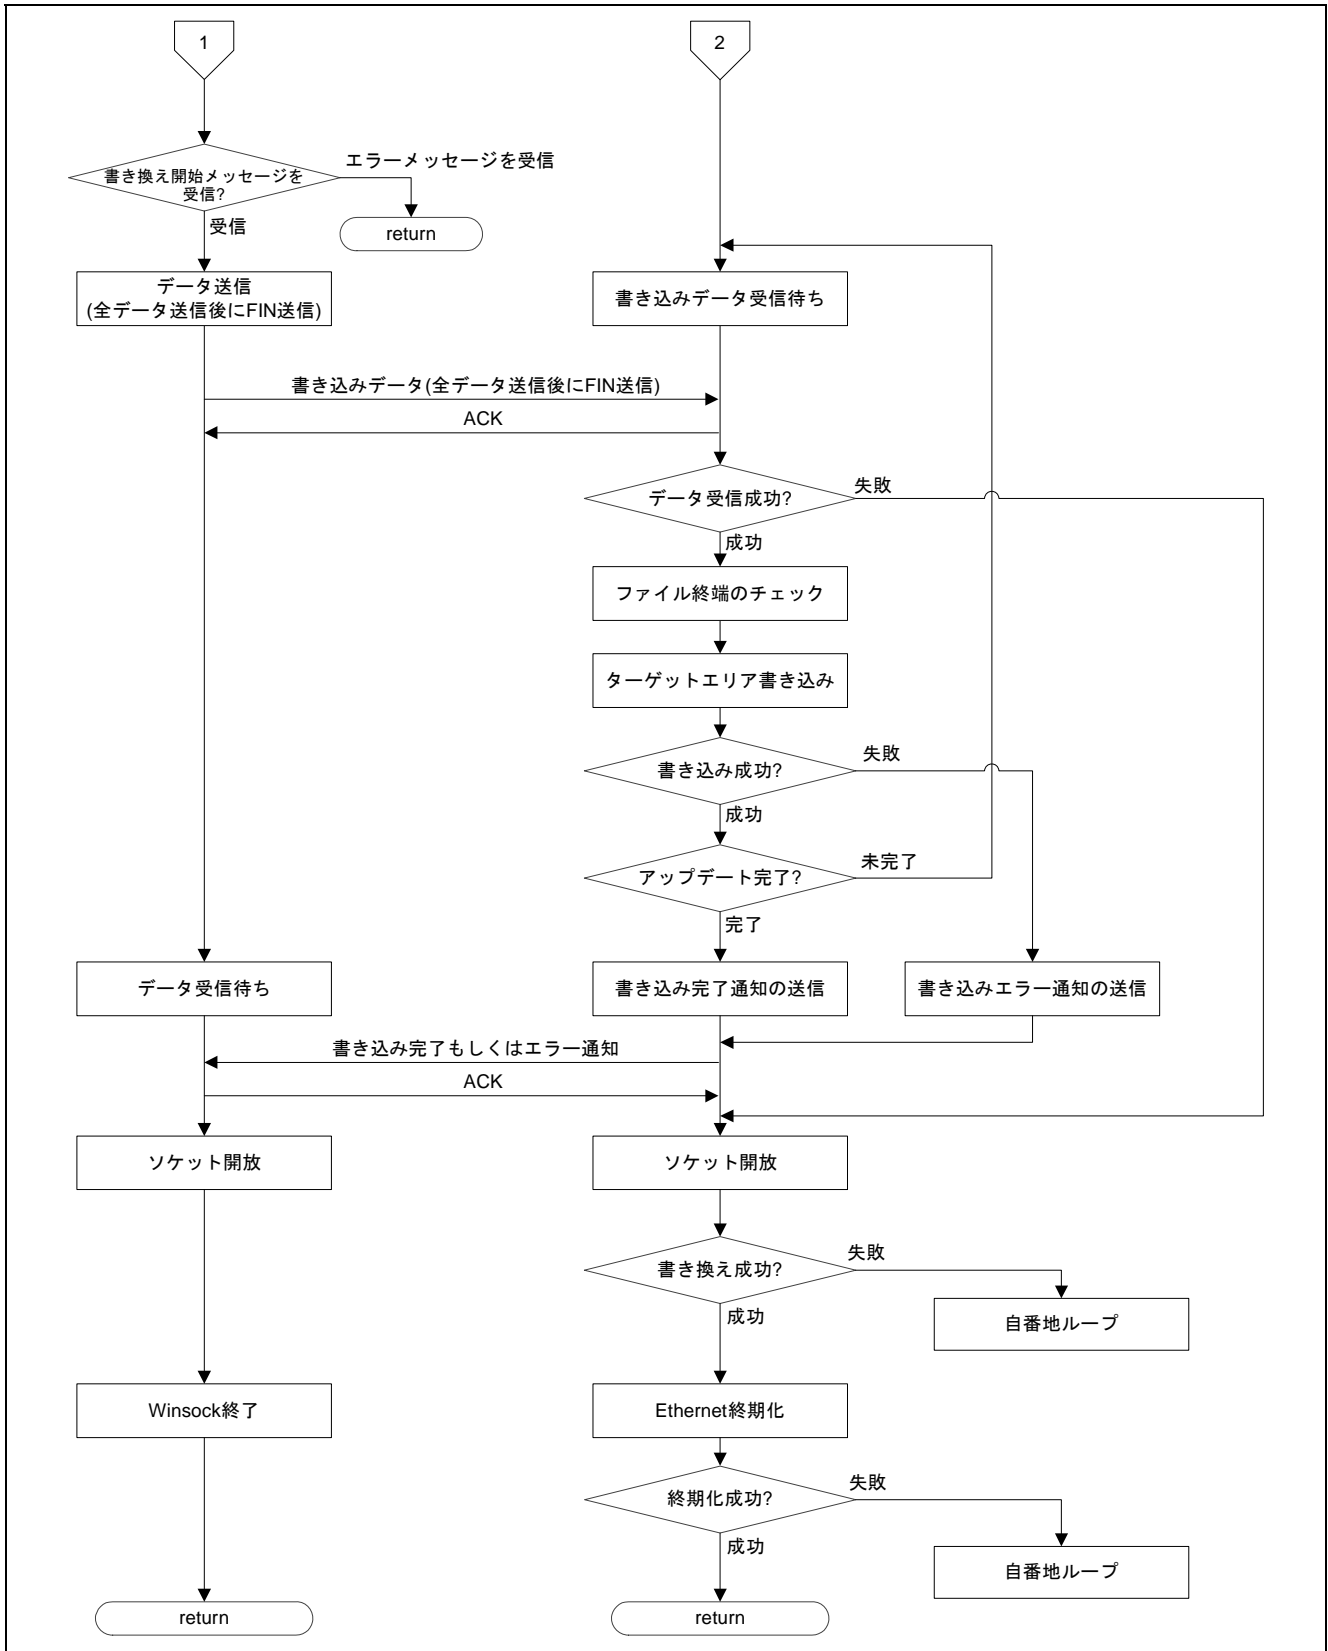 1
2
エラーメッセージを受信
書き換え開始メッセージを
受信?
受信
return
データ送信
(全データ送信後にFIN送信)
書き込みデータ受信待ち
書き込みデータ(全データ送信後にFIN送信)
ACK
データ受信成功?
失敗
成功
ファイル終端のチェック
ターゲットエリア書き込み
書き込み成功?
失敗
成功
アップデート完了?
未完了
完了
データ受信待ち
書き込み完了通知の送信
書き込みエラー通知の送信
書き込み完了もしくはエラー通知
ACK
ソケット開放
ソケット開放
書き換え成功?
失敗
成功
自番地ループ
Winsock終了
Ethernet終期化
終期化成功?
失敗
成功
自番地ループ
return
return